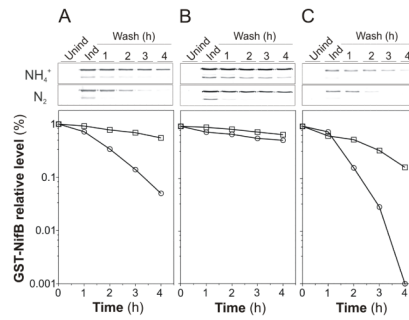 A B C
Wash (h) Wash (h) Wash (h)
Unind Ind 1 2 3 4 Unind Ind 1 2 3 4 Unind Ind 1 2 3 4
NH₄⁺
N₂
GST-NifB relative level (%)
1
0.1
0.01
0.001
0 1 2 3 4 0 1 2 3 4 0 1 2 3 4
Time (h) Time (h) Time (h)